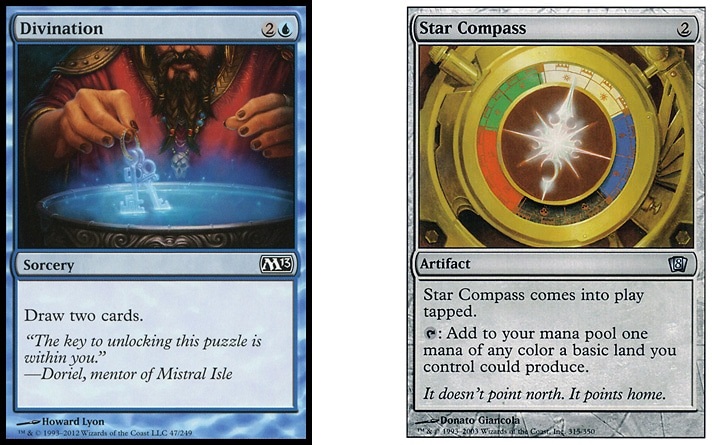 Divination 2
Sorcery M13
Draw two cards.
“The key to unlocking this puzzle is
within you.”
—Doriel, mentor of Mistral Isle
Howard Lyon
™ & © 1993–2012 Wizards of the Coast LLC 47/249
Star Compass 2
Artifact 8
Star Compass comes into play
tapped.
: Add to your mana pool one
mana of any color a basic land you
control could produce.
It doesn’t point north. It points home.
Donato Giancola
™ & © 1993–2003 Wizards of the Coast, Inc. 315/350